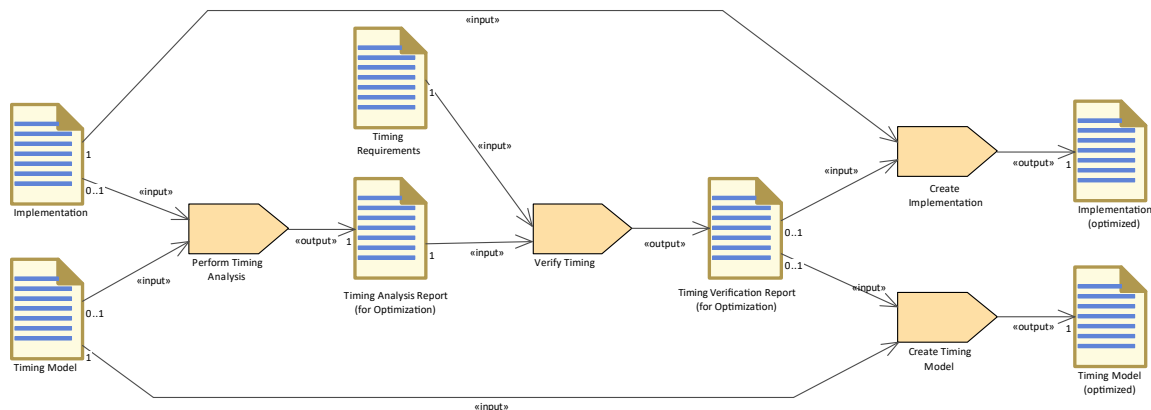 «input»
1
Timing
Requirements
1
0..1
Implementation
«input»
«input»
«input»
Create
Implementation
«output»
1
Implementation
(optimized)
Perform Timing
Analysis
«output»
1
1
Timing Analysis Report
(for Optimization)
«input»
Verify Timing
«output»
0..1
0..1
Timing Verification Report
(for Optimization)
«input»
0..1
1
Timing Model
«input»
Create Timing
Model
«output»
1
Timing Model
(optimized)
«input»